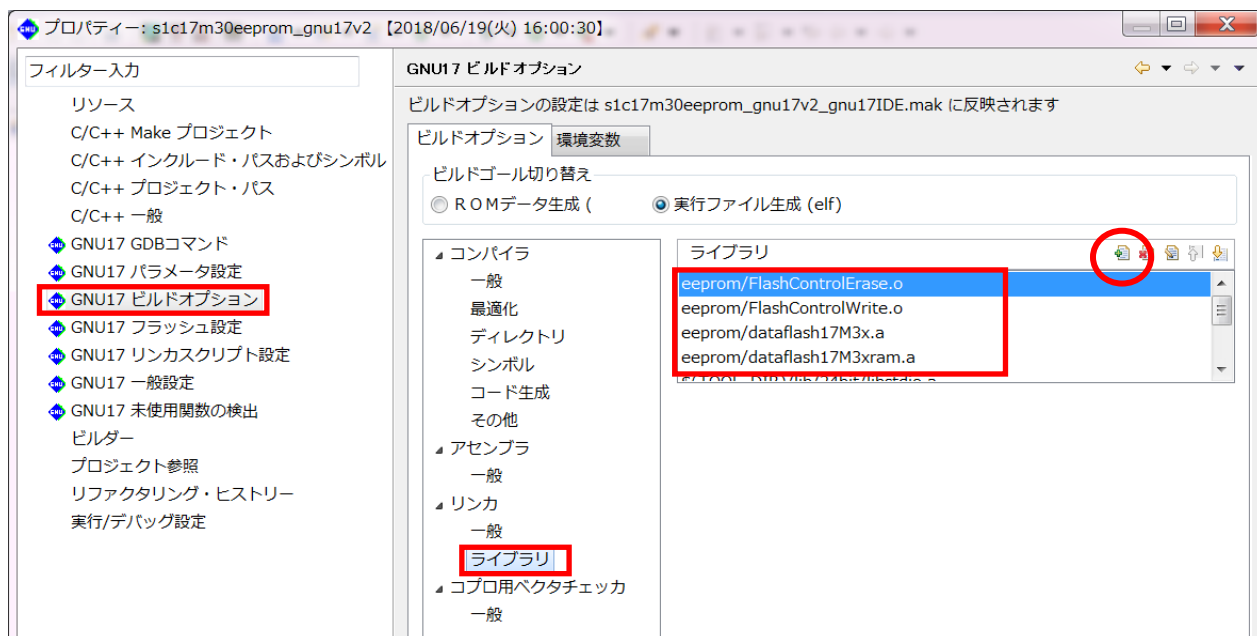 プロパティー: s1c17m30eeprom_gnu17v2 【2018/06/19(火) 16:00:30】
フィルター入力
リソース
C/C++ Make プロジェクト
C/C++ インクルード・パスおよびシンボル
C/C++ プロジェクト・パス
C/C++ 一般
GNU17 GDBコマンド
GNU17 パラメータ設定
GNU17 ビルドオプション
GNU17 フラッシュ設定
GNU17 リンカスクリプト設定
GNU17 一般設定
GNU17 未使用関数の検出
ビルダー
プロジェクト参照
リファクタリング・ヒストリー
実行/デバッグ設定
GNU17 ビルドオプション
ビルドオプションの設定は s1c17m30eeprom_gnu17v2_gnu17IDE.mak に反映されます
ビルドオプション 環境変数
ビルドゴール切り替え
ROMデータ生成 ( 実行ファイル生成 (elf)
コンパイラ
一般
最適化
ディレクトリ
シンボル
コード生成
その他
アセンブラ
一般
リンカ
一般
ライブラリ
コプロ用ベクタチェッカ
一般
ライブラリ
eeprom/FlashControlErase.o
eeprom/FlashControlWrite.o
eeprom/dataflash17M3x.a
eeprom/dataflash17M3xram.a